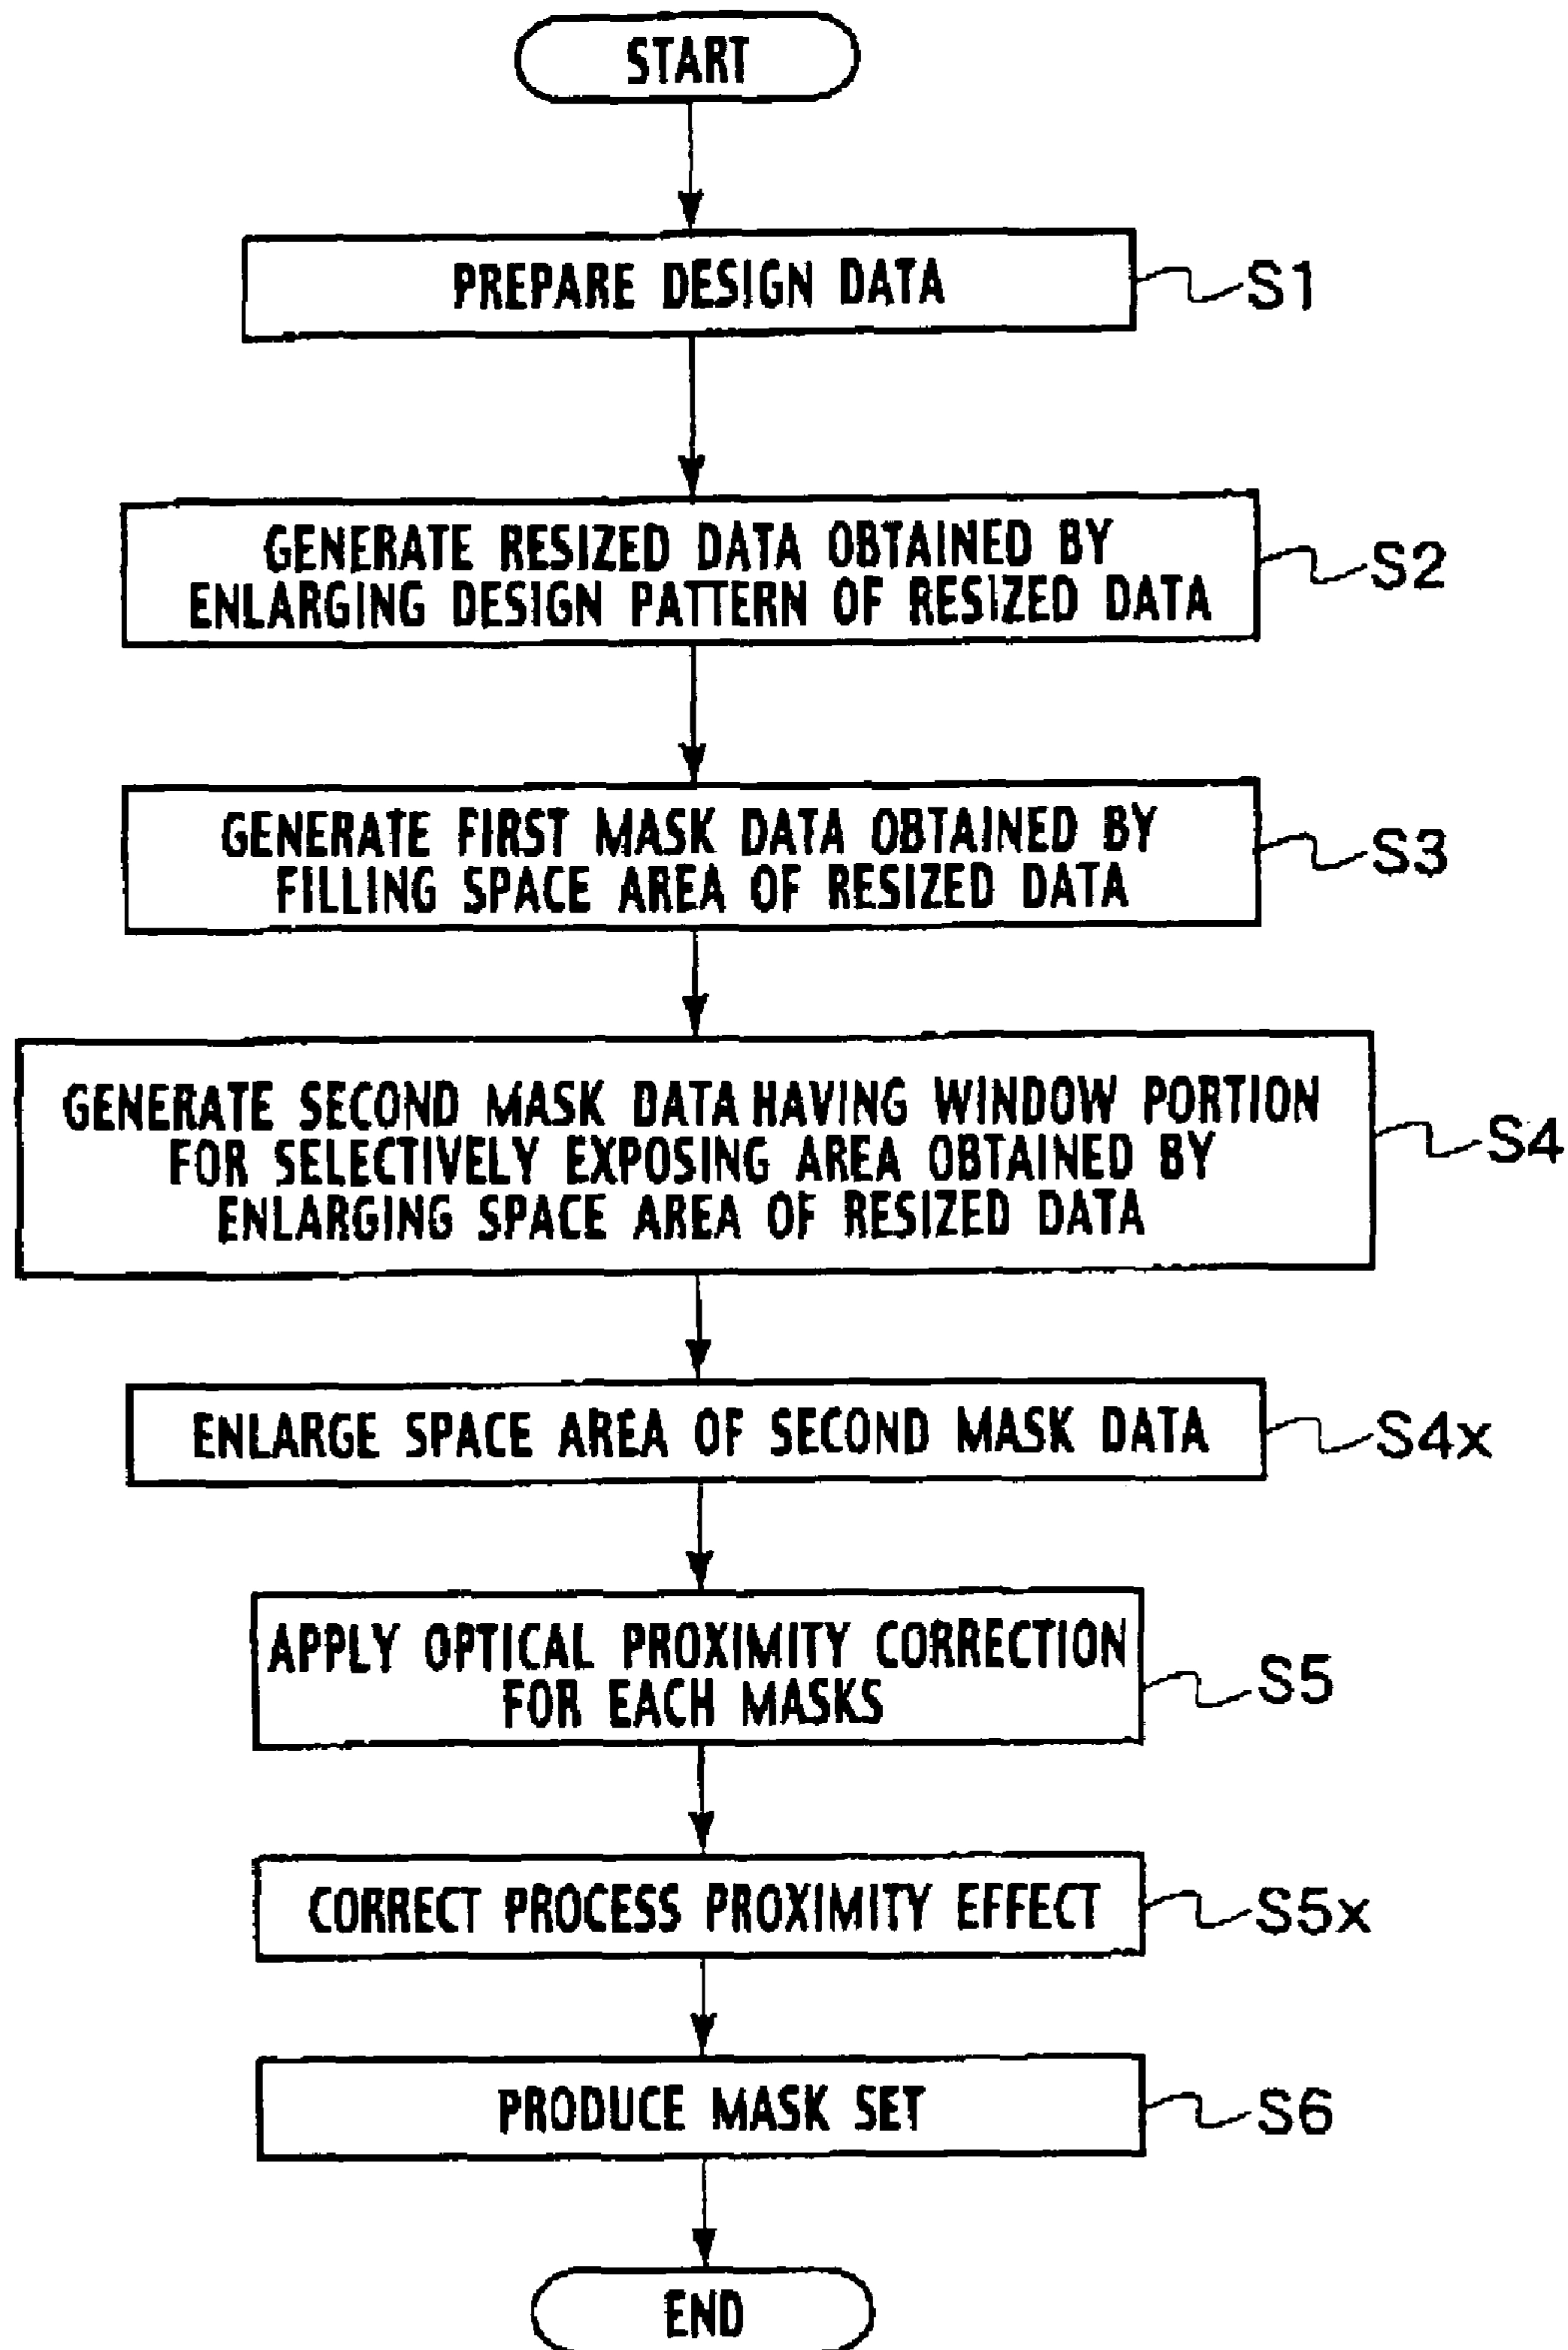 START
PREPARE DESIGN DATA
S1
GENERATE RESIZED DATA OBTAINED BY
ENLARGING DESIGN PATTERN OF RESIZED DATA
S2
GENERATE FIRST MASK DATA OBTAINED BY
FILLING SPACE AREA OF RESIZED DATA
S3
GENERATE SECOND MASK DATA HAVING WINDOW PORTION
FOR SELECTIVELY EXPOSING AREA OBTAINED BY
ENLARGING SPACE AREA OF RESIZED DATA
S4
ENLARGE SPACE AREA OF SECOND MASK DATA
S4x
APPLY OPTICAL PROXIMITY CORRECTION
FOR EACH MASKS
S5
CORRECT PROCESS PROXIMITY EFFECT
S5x
PRODUCE MASK SET
S6
END